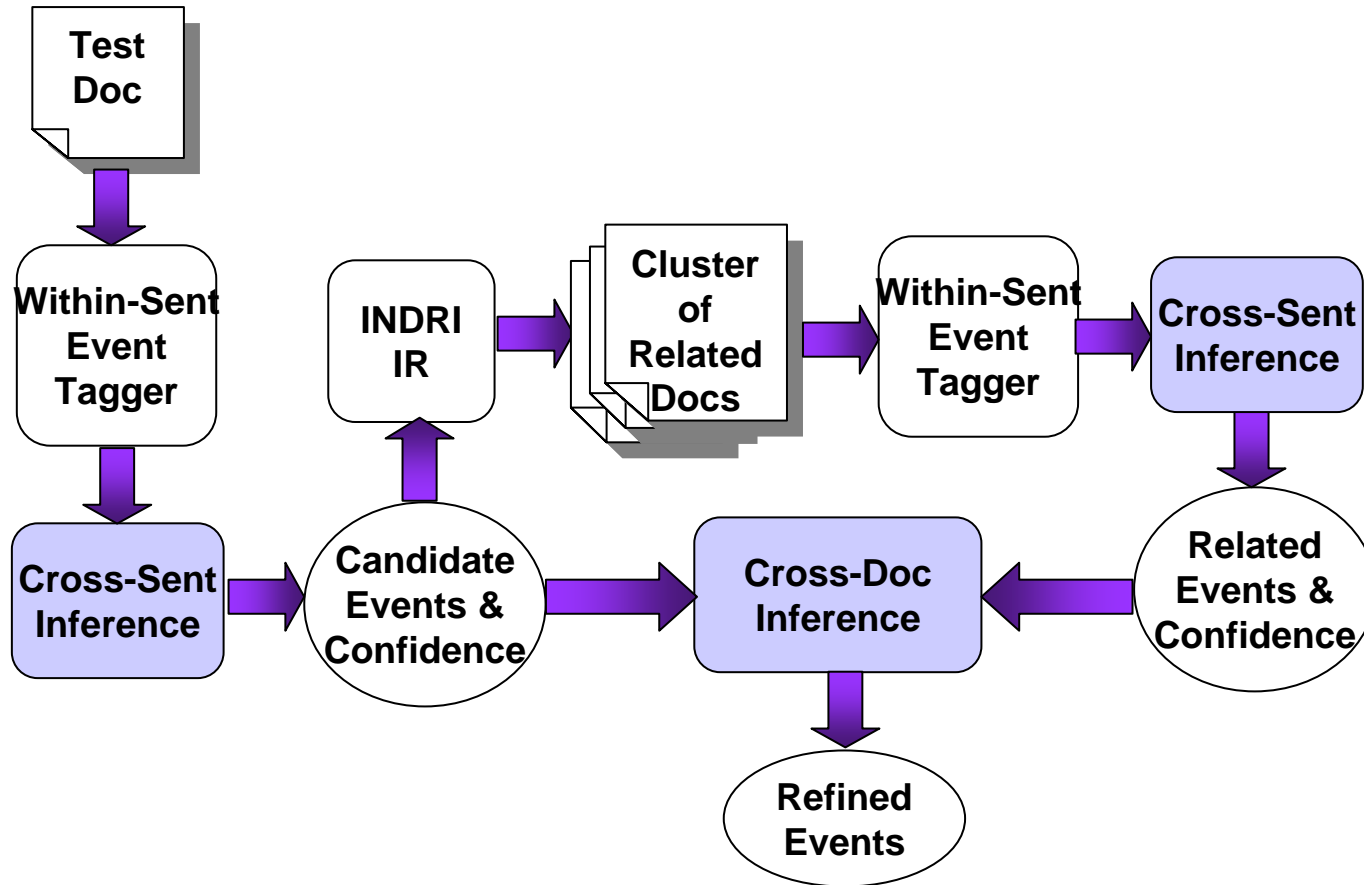 Test
Doc
Within-Sent
Event
Tagger
Cross-Sent
Inference
Candidate
Events &
Confidence
INDRI
IR
Cluster
of
Related
Docs
Within-Sent
Event
Tagger
Cross-Sent
Inference
Related
Events &
Confidence
Cross-Doc
Inference
Refined
Events